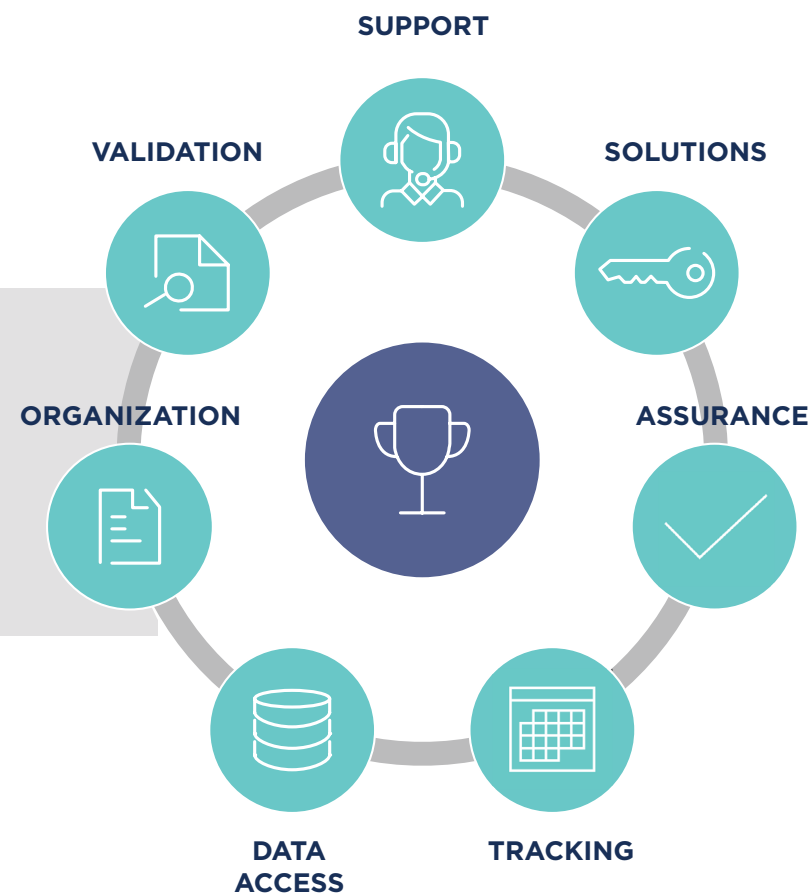 SUPPORT
VALIDATION
SOLUTIONS
ORGANIZATION
ASSURANCE
DATA
ACCESS
TRACKING